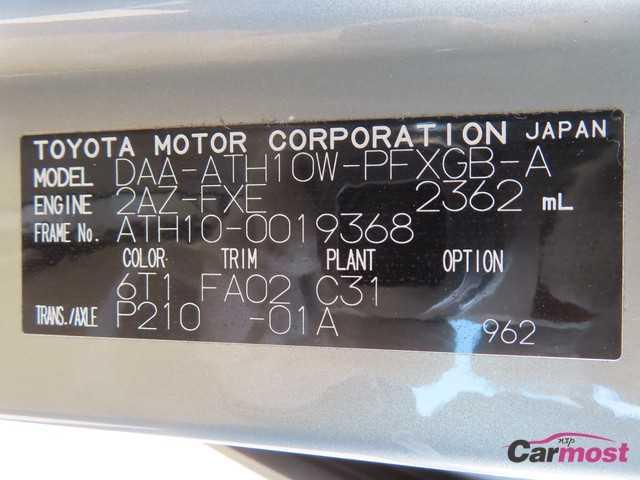 TOYOTA MOTOR CORPORATION JAPAN
MODEL DAA-ATH10W-PFXGB-A
ENGINE 2AZ-FXE 2362 mL
FRAME No. ATH10-0019368
COLOR TRIM PLANT OPTION
6T1 FA02 C31
TRANS./AXLE P210 -01A 962
nxp
Carmost